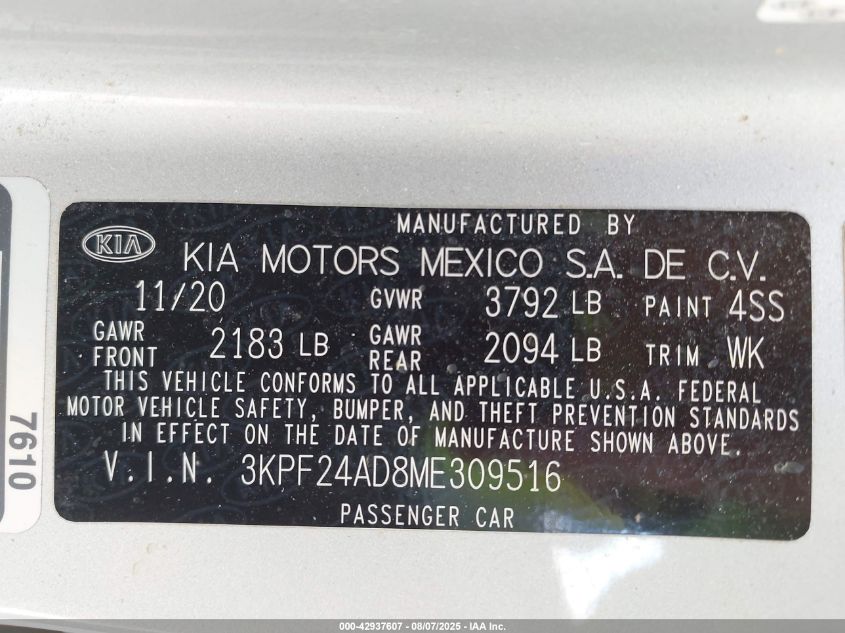 MANUFACTURED BY
KIA KIA MOTORS MEXICO S.A. DE C.V.
11/20 GVWR 3792 LB PAINT 4SS
GAWR FRONT 2183 LB GAWR REAR 2094 LB TRIM WK
THIS VEHICLE CONFORMS TO ALL APPLICABLE U.S.A. FEDERAL
MOTOR VEHICLE SAFETY, BUMPER, AND THEFT PREVENTION STANDARDS
IN EFFECT ON THE DATE OF MANUFACTURE SHOWN ABOVE.
V.I.N. 3KPF24AD8ME309516
PASSENGER CAR
7610
000-42937607 - 08/07/2025 - IAA Inc.